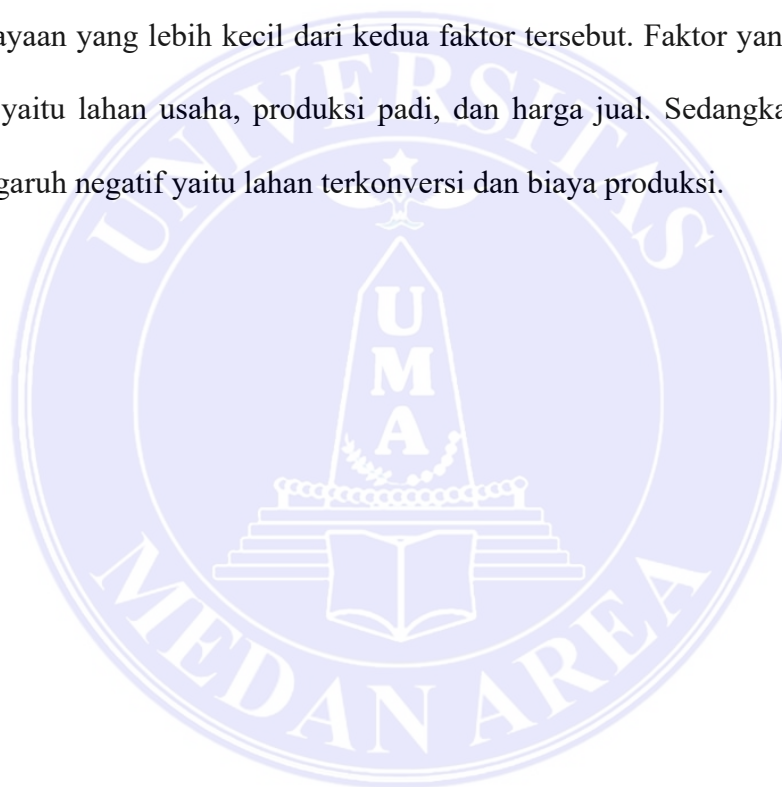 ayaan yang lebih kecil dari kedua faktor tersebut. Faktor yan
yaitu lahan usaha, produksi padi, dan harga jual. Sedangka
garuh negatif yaitu lahan terkonversi dan biaya produksi.
UNIVERSITAS
U
M
A
MEDAN AREA